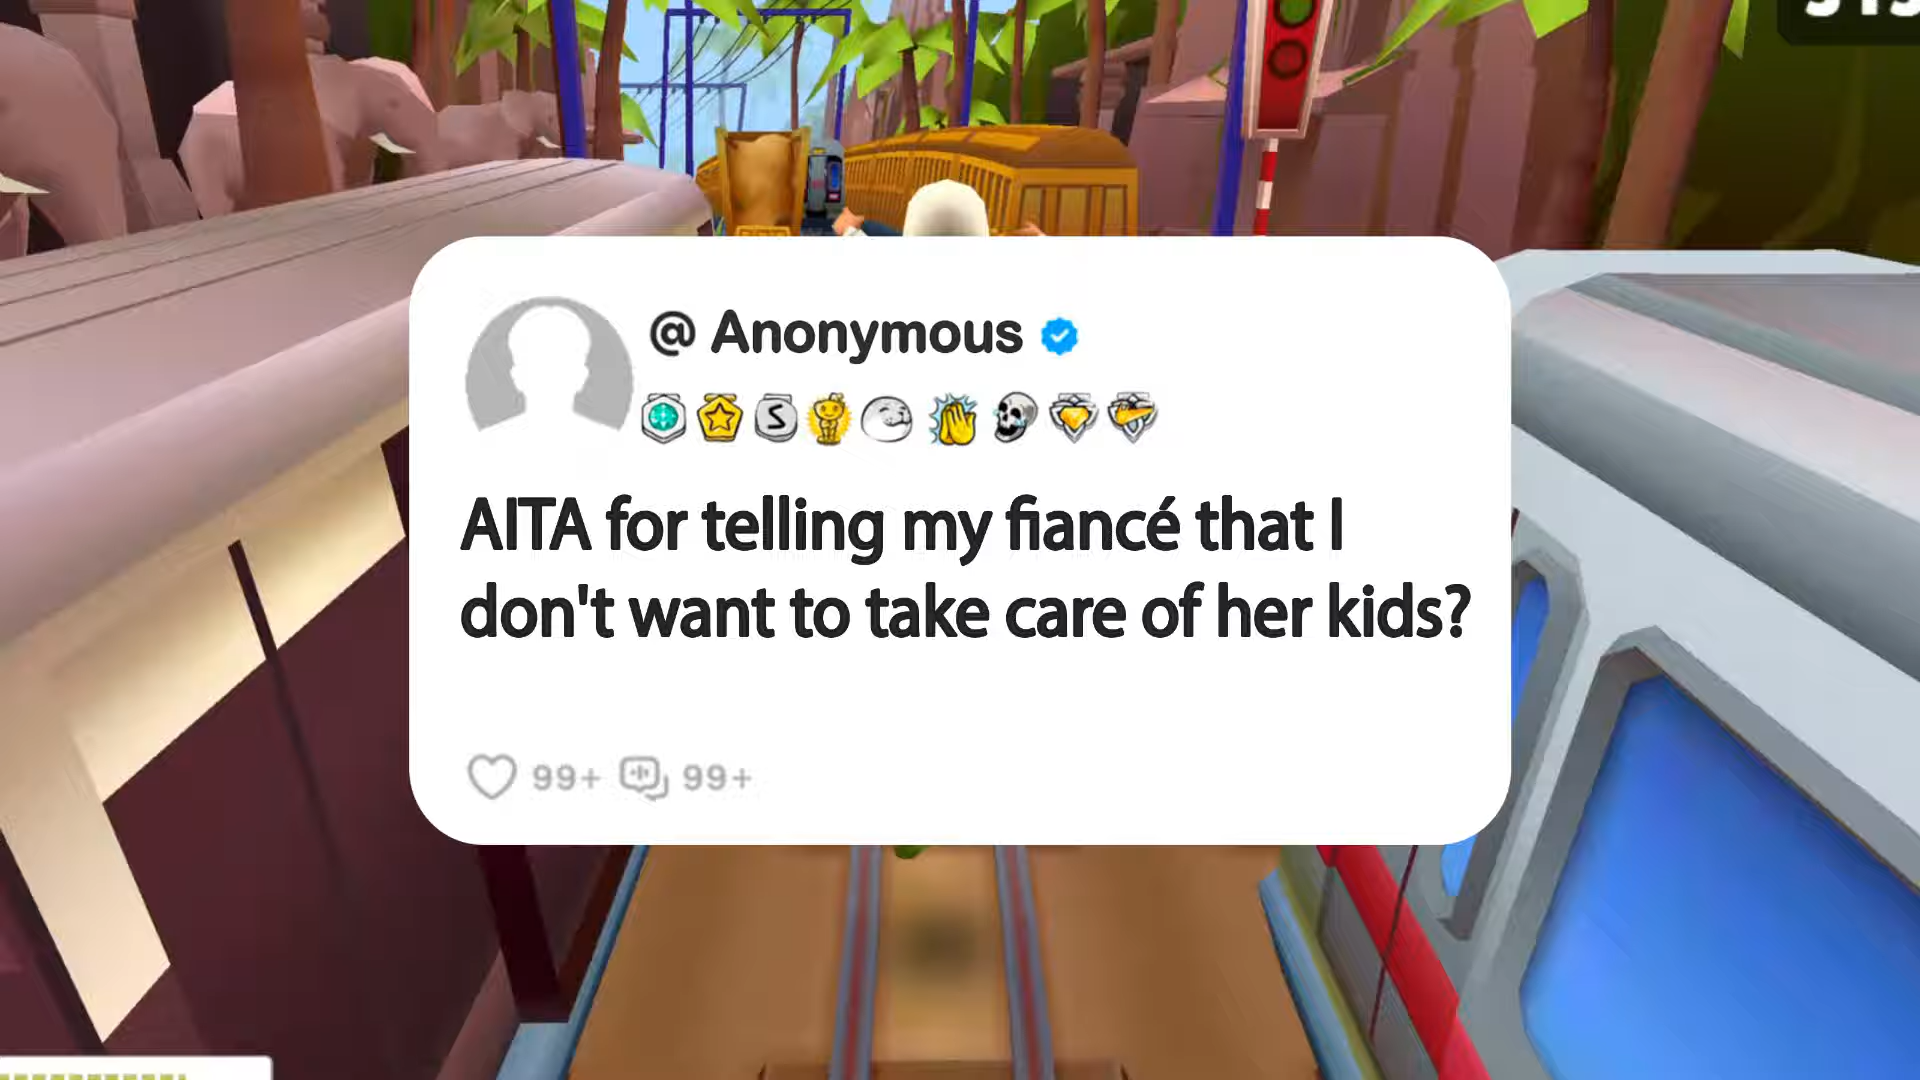 @ Anonymous
AITA for telling my fiancé that I
don't want to take care of her kids?
99+ 99+